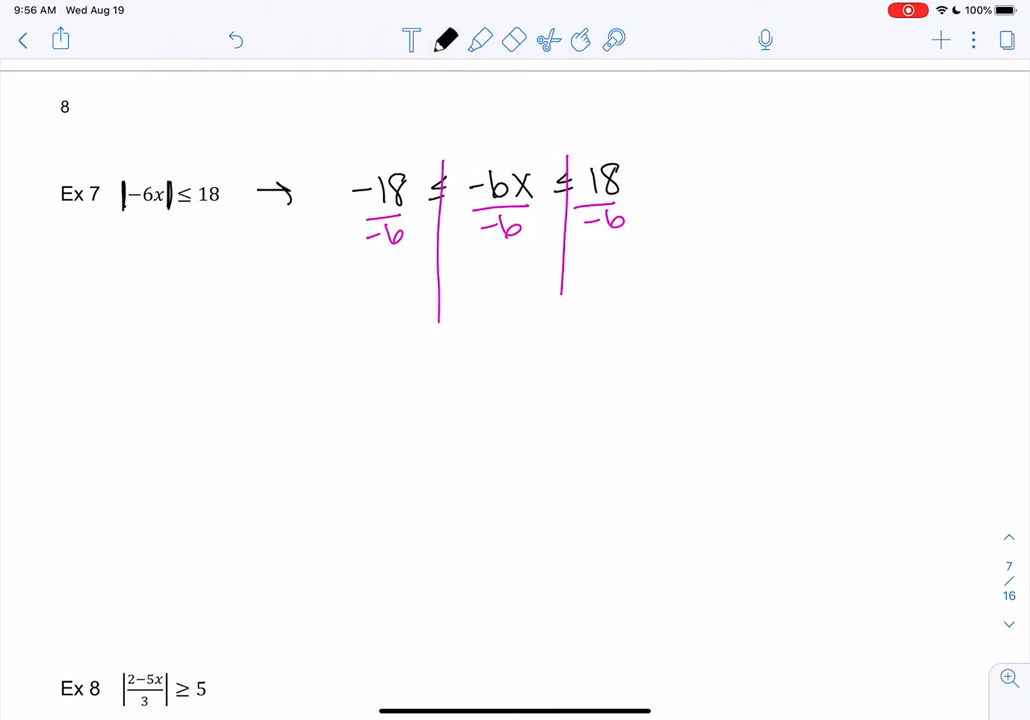 9:56 AM Wed Aug 19
100%
T
8
Ex 7 |−6x| ≤ 18 → -18 ≤ -6x ≤ 18
-6 -6 -6
7
/
16
Ex 8 |2−5x/3| ≥ 5